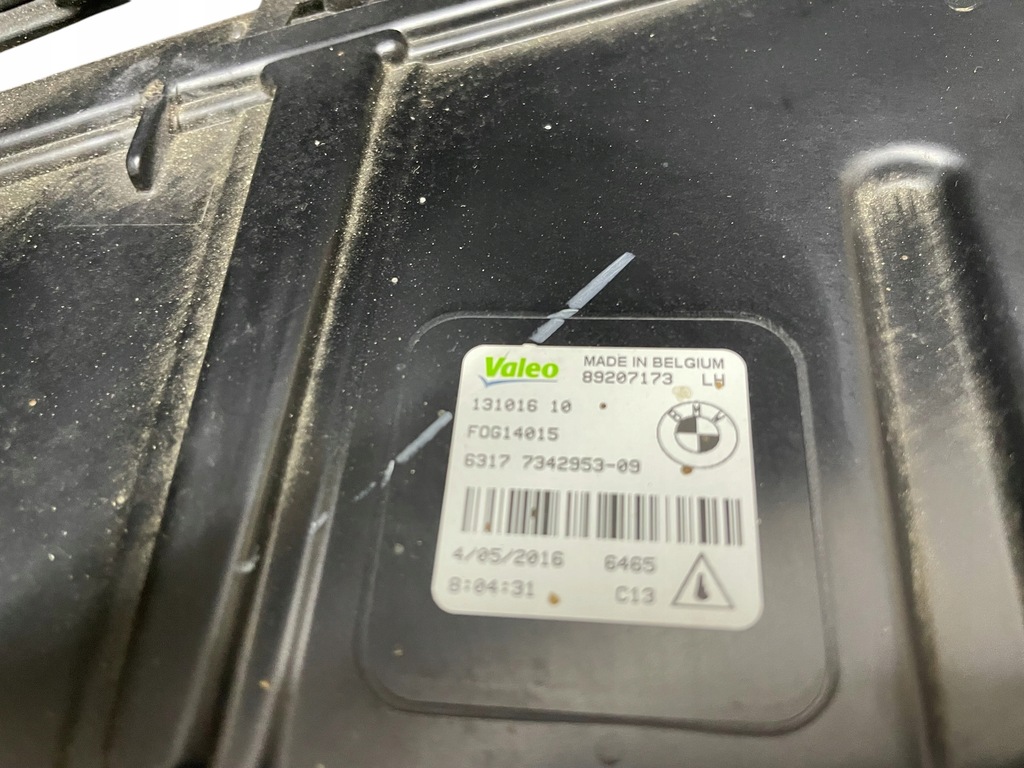 Valeo MADE IN BELGIUM
89207173 LH
131016 10
FOG14015
BMW
6317 7342953-09
4/05/2016 6465
8:04:31 C13